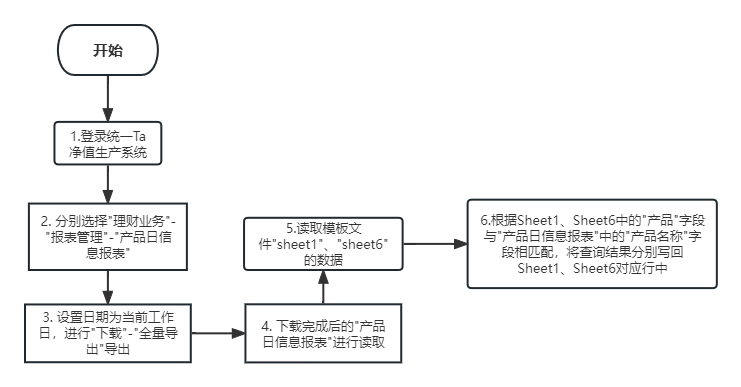 开始
1.登录统一Ta
净值生产系统
2. 分别选择"理财业务"-
"报表管理"-"产品日信
息报表"
3. 设置日期为当前工作
日，进行"下载"-"全量导
出"导出
4. 下载完成后的"产品
日信息报表"进行读取
5.读取模板文
件"sheet1"、"sheet6"
的数据
6.根据Sheet1、Sheet6中的"产品"字段
与"产品日信息报表"中的"产品名称"字
段相匹配，将查询结果分别写回
Sheet1、Sheet6对应行中